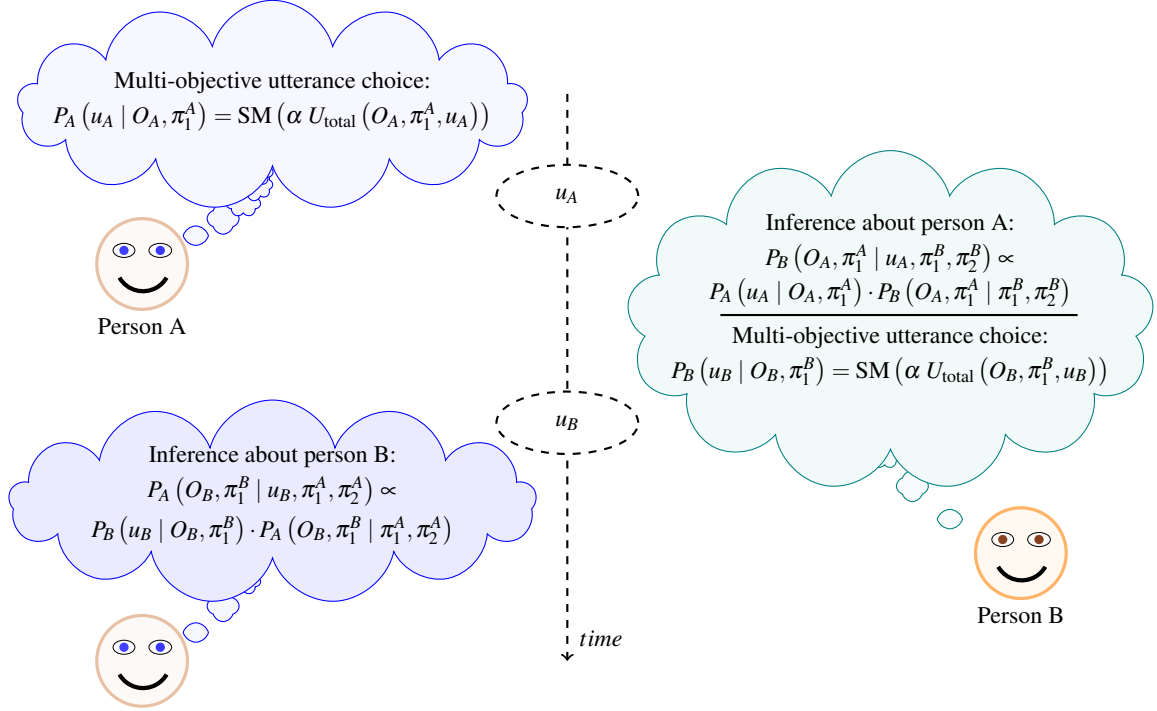 Multi-objective utterance choice:
P_A (u_A | O_A, π_1^A) = SM (α U_total (O_A, π_1^A, u_A))
Person A
u_A
Inference about person A:
P_B (O_A, π_1^A | u_A, π_1^B, π_2^B) ∝
P_A (u_A | O_A, π_1^A) · P_B (O_A, π_1^A | π_1^B, π_2^B)
Multi-objective utterance choice:
P_B (u_B | O_B, π_1^B) = SM (α U_total (O_B, π_1^B, u_B))
Person B
u_B
Inference about person B:
P_A (O_B, π_1^B | u_B, π_1^A, π_2^A) ∝
P_B (u_B | O_B, π_1^B) · P_A (O_B, π_1^B | π_1^A, π_2^A)
time